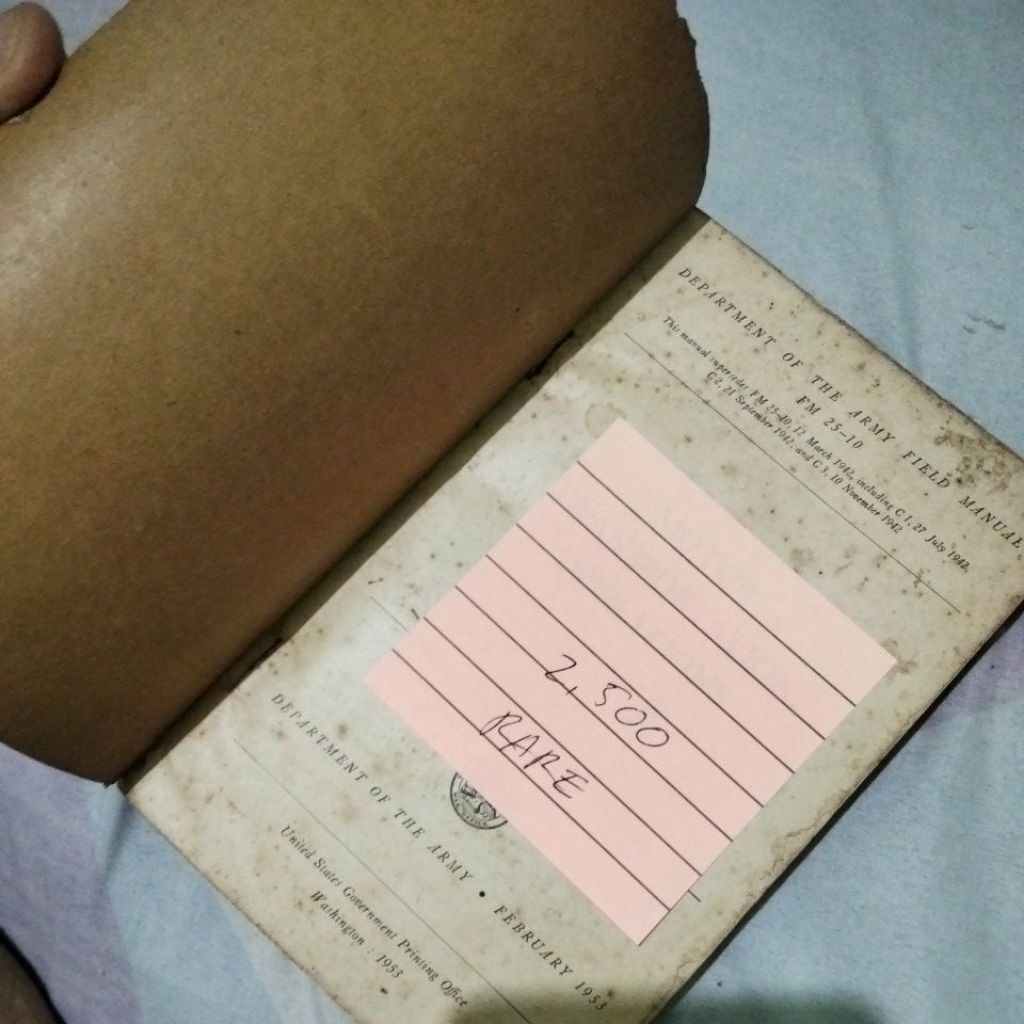 DEPARTMENT OF THE ARMY FIELD MANUAL
FM 25-10
This manual supersedes FM 25-10, 12 March 1942, including C 1, 27 July 1942,
C 2, 21 September 1942, and C 3, 10 November 1942
2,500
RARE
DEPARTMENT OF THE ARMY • FEBRUARY 1953
United States Government Printing Office
Washington : 1953